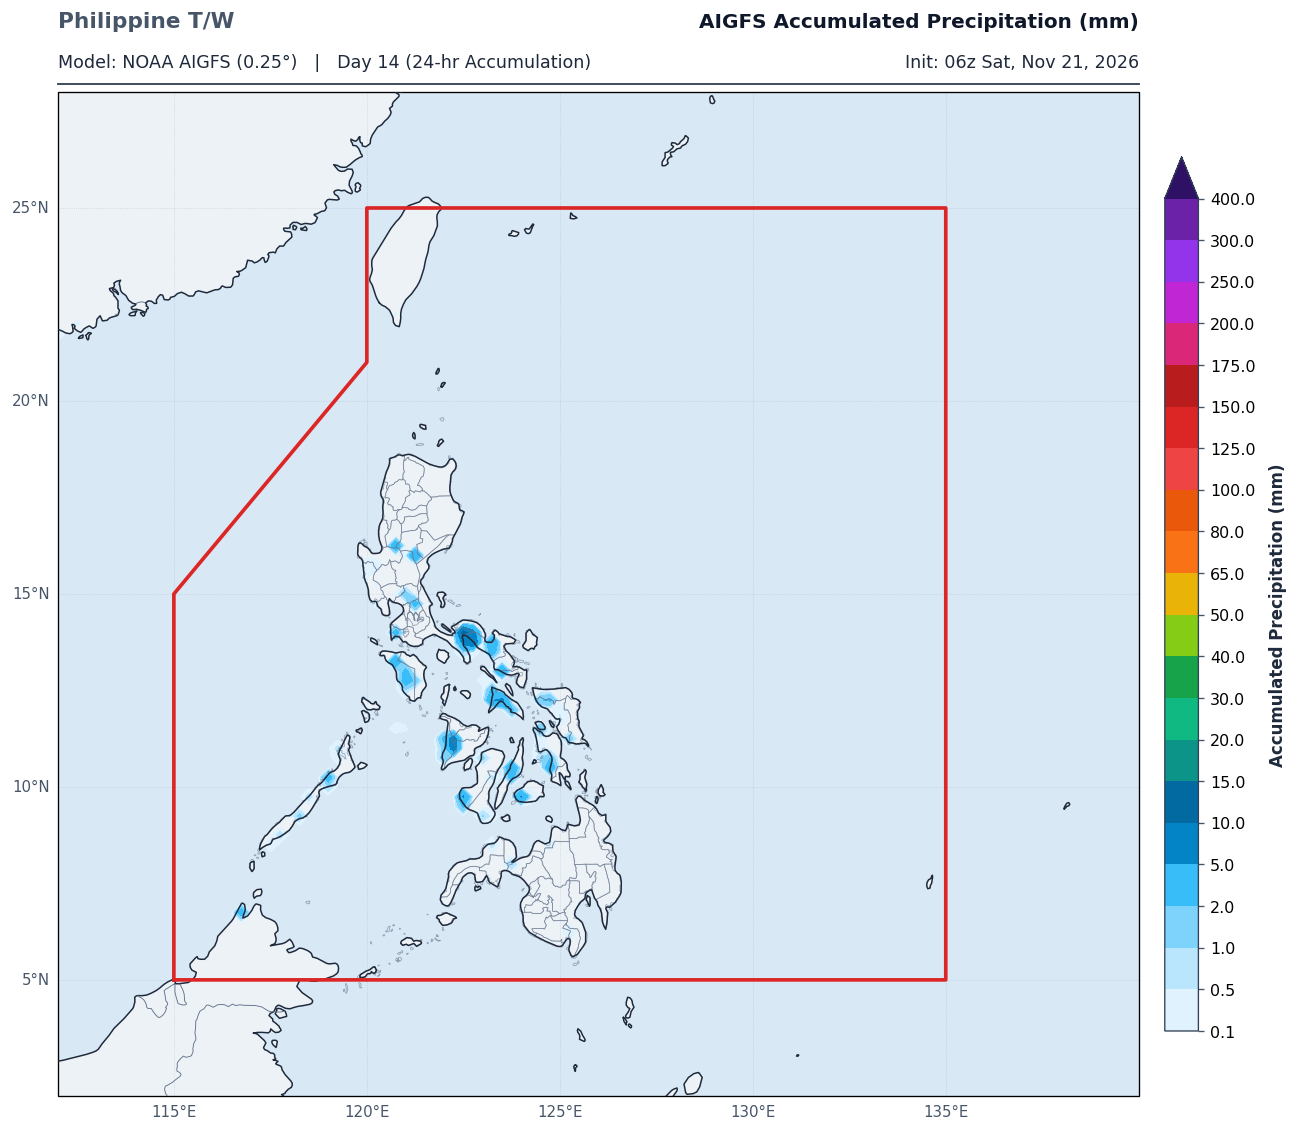 Philippine T/W
AIGFS Accumulated Precipitation (mm)
Model: NOAA AIGFS (0.25°)   |   Day 14 (24-hr Accumulation)
Init: 06z Sat, Nov 21, 2026
25°N
20°N
15°N
10°N
5°N
115°E
120°E
125°E
130°E
135°E
400.0
300.0
250.0
200.0
175.0
150.0
125.0
100.0
80.0
65.0
50.0
40.0
30.0
20.0
15.0
10.0
5.0
2.0
1.0
0.5
0.1
Accumulated Precipitation (mm)